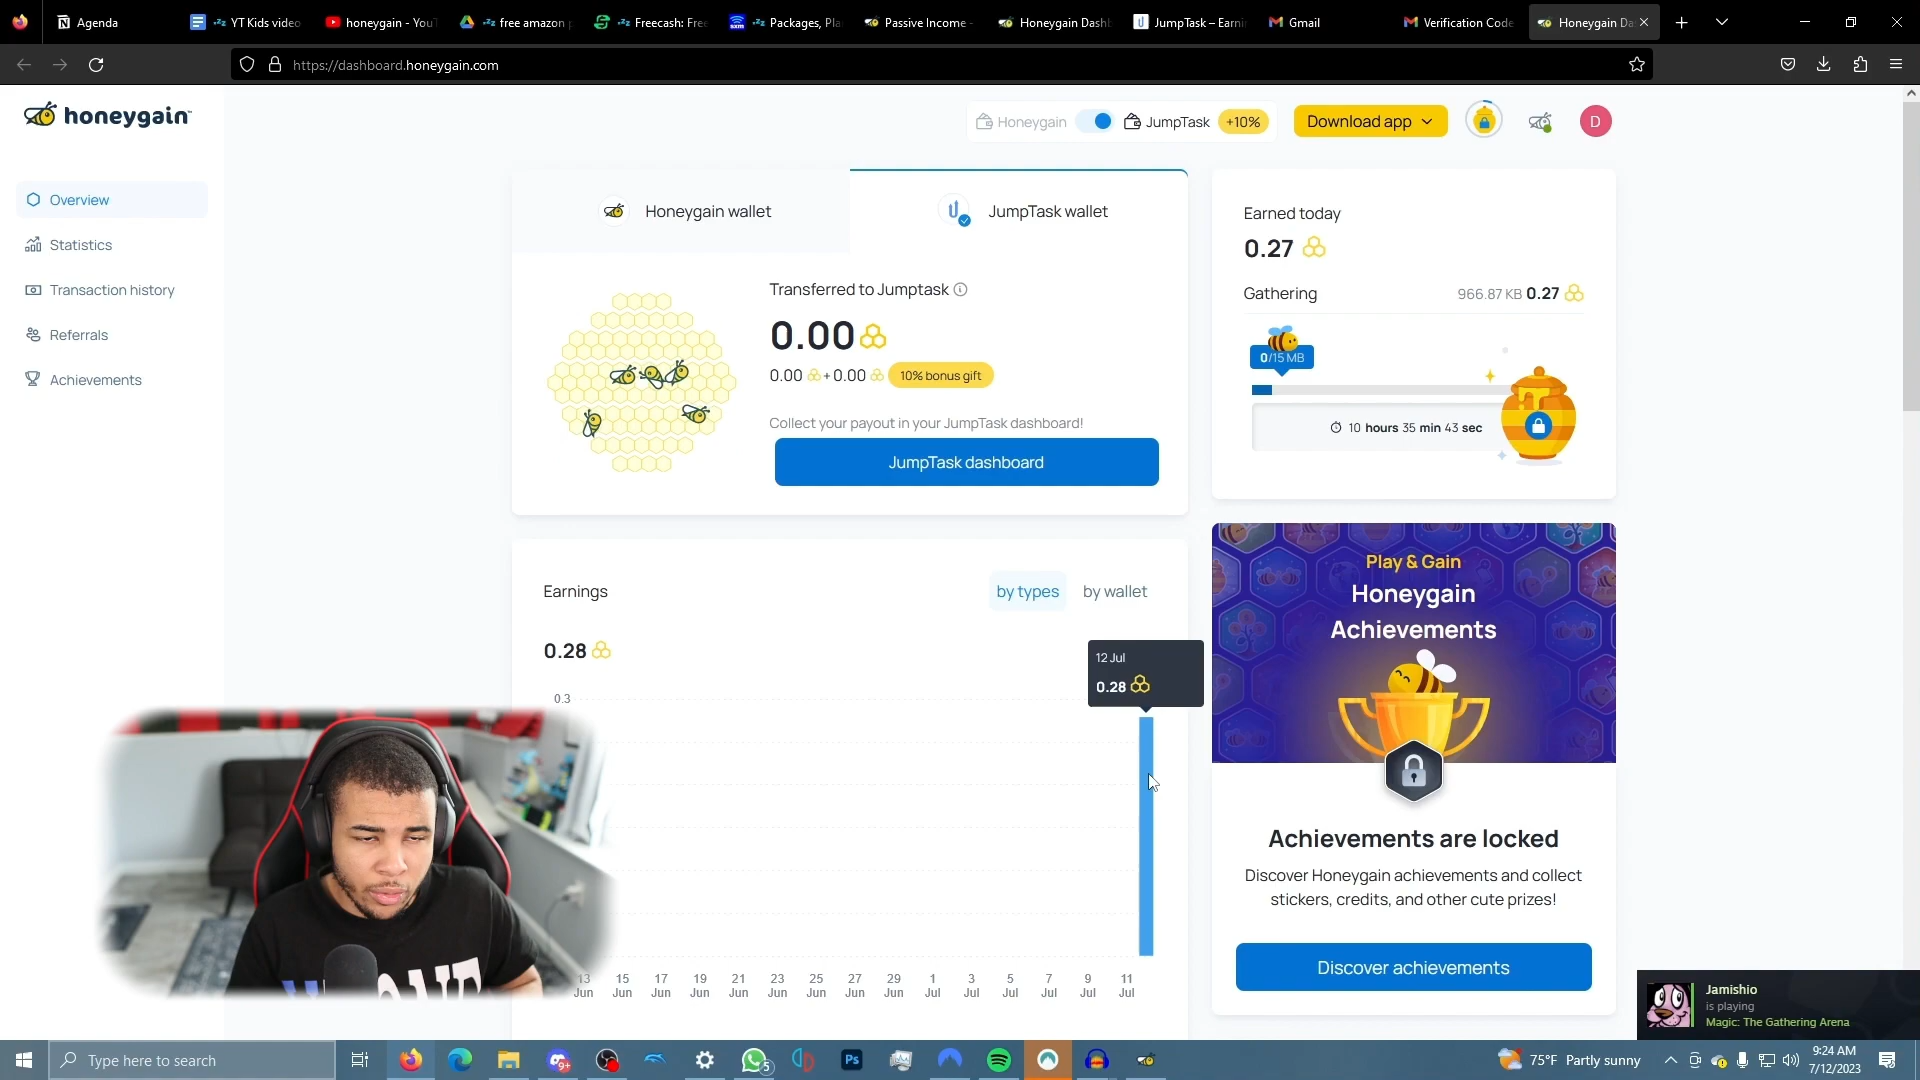 Agenda
YT Kids video
honeygain - YouT
free amazon p
Freecash: Free
Packages, Pla
Passive Income -
Honeygain Dashb
JumpTask – Earni
Gmail
Verification Code
Honeygain Da
https://dashboard.honeygain.com
honeygain
Honeygain
JumpTask
+10%
Download app
D
Overview
Statistics
Transaction history
Referrals
Achievements
Honeygain wallet
JumpTask wallet
Transferred to Jumptask
0.00
0.00 + 0.00 10% bonus gift
Collect your payout in your JumpTask dashboard!
JumpTask dashboard
Earned today
0.27
Gathering
966.87 KB 0.27
0/15 MB
10 hours 35 min 43 sec
Earnings
by types
by wallet
0.28
12 Jul
0.28
0.3
13 Jun
15 Jun
17 Jun
19 Jun
21 Jun
23 Jun
25 Jun
27 Jun
29 Jun
1 Jul
3 Jul
5 Jul
7 Jul
9 Jul
11 Jul
Play & Gain
Honeygain
Achievements
Achievements are locked
Discover Honeygain achievements and collect
stickers, credits, and other cute prizes!
Discover achievements
Jamishio
is playing
Magic: The Gathering Arena
Type here to search
9+
5
Ps
75°F Partly sunny
9:24 AM
7/12/2023